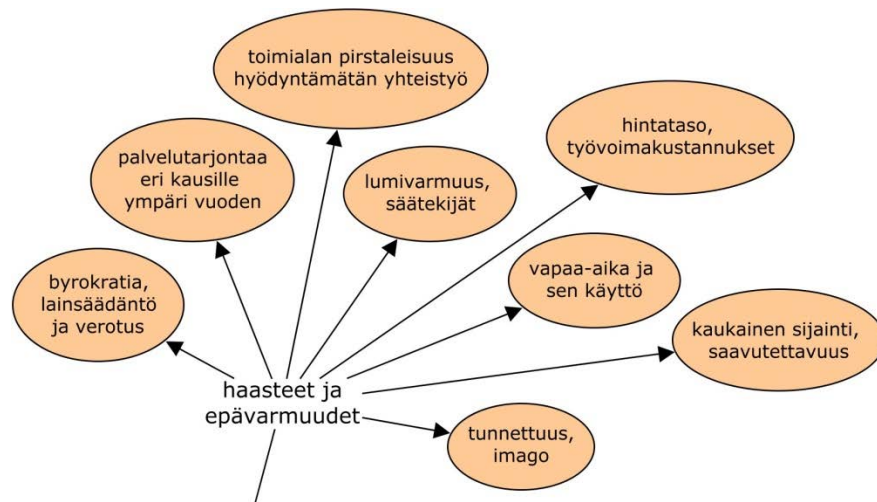 toimialan pirstaleisuus
hyödyntämätän yhteistyö
hintataso,
työvoimakustannukset
palvelutarjontaa
eri kausille
ympäri vuoden
lumivarmuus,
säätekijät
byrokratia,
lainsäädäntö
ja verotus
vapaa-aika ja
sen käyttö
kaukainen sijainti,
saavutettavuus
haasteet ja
epävarmuudet
tunnettuus,
imago